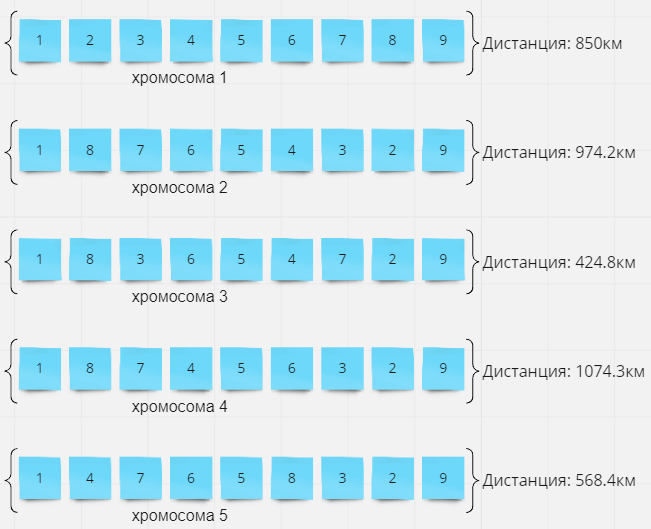 1 2 3 4 5 6 7 8 9 Дистанция: 850км
хромосома 1
1 8 7 6 5 4 3 2 9 Дистанция: 974.2км
хромосома 2
1 8 3 6 5 4 7 2 9 Дистанция: 424.8км
хромосома 3
1 8 7 4 5 6 3 2 9 Дистанция: 1074.3км
хромосома 4
1 4 7 6 5 8 3 2 9 Дистанция: 568.4км
хромосома 5